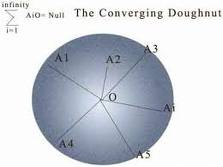 infinity
∑ AiO= Null The Converging Doughnut
i=1
A1
A2
A3
O
Ai
A4
A5